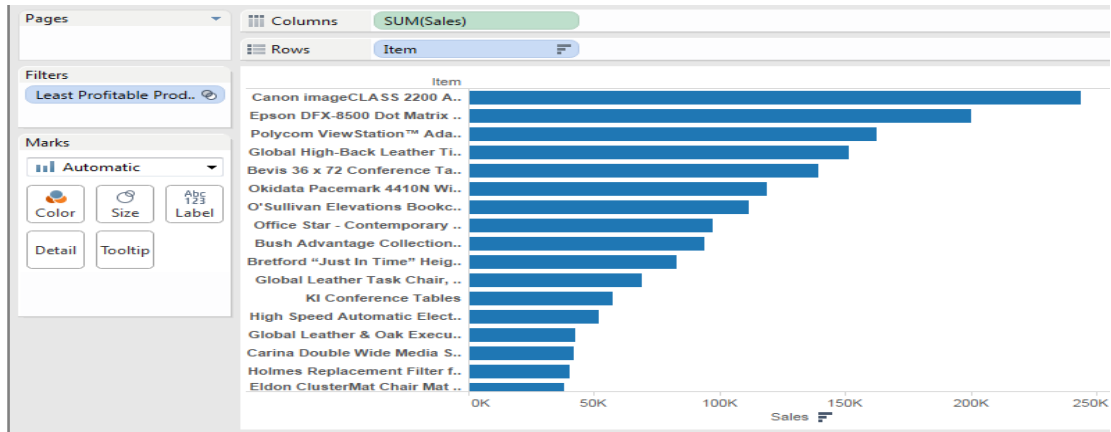 Pages
Columns
SUM(Sales)
Rows
Item
Filters
Least Profitable Prod..
Marks
Automatic
Color
Size
Abc
123
Label
Detail
Tooltip
Item
Canon imageCLASS 2200 A..
Epson DFX-8500 Dot Matrix ..
Polycom ViewStation™ Ada..
Global High-Back Leather Ti..
Bevis 36 x 72 Conference Ta..
Okidata Pacemark 4410N Wi..
O'Sullivan Elevations Bookc..
Office Star - Contemporary ..
Bush Advantage Collection..
Bretford “Just In Time” Heig..
Global Leather Task Chair, ..
KI Conference Tables
High Speed Automatic Elect..
Global Leather & Oak Execu..
Carina Double Wide Media S..
Holmes Replacement Filter f..
Eldon ClusterMat Chair Mat ..
0K 50K 100K 150K 200K 250K
Sales